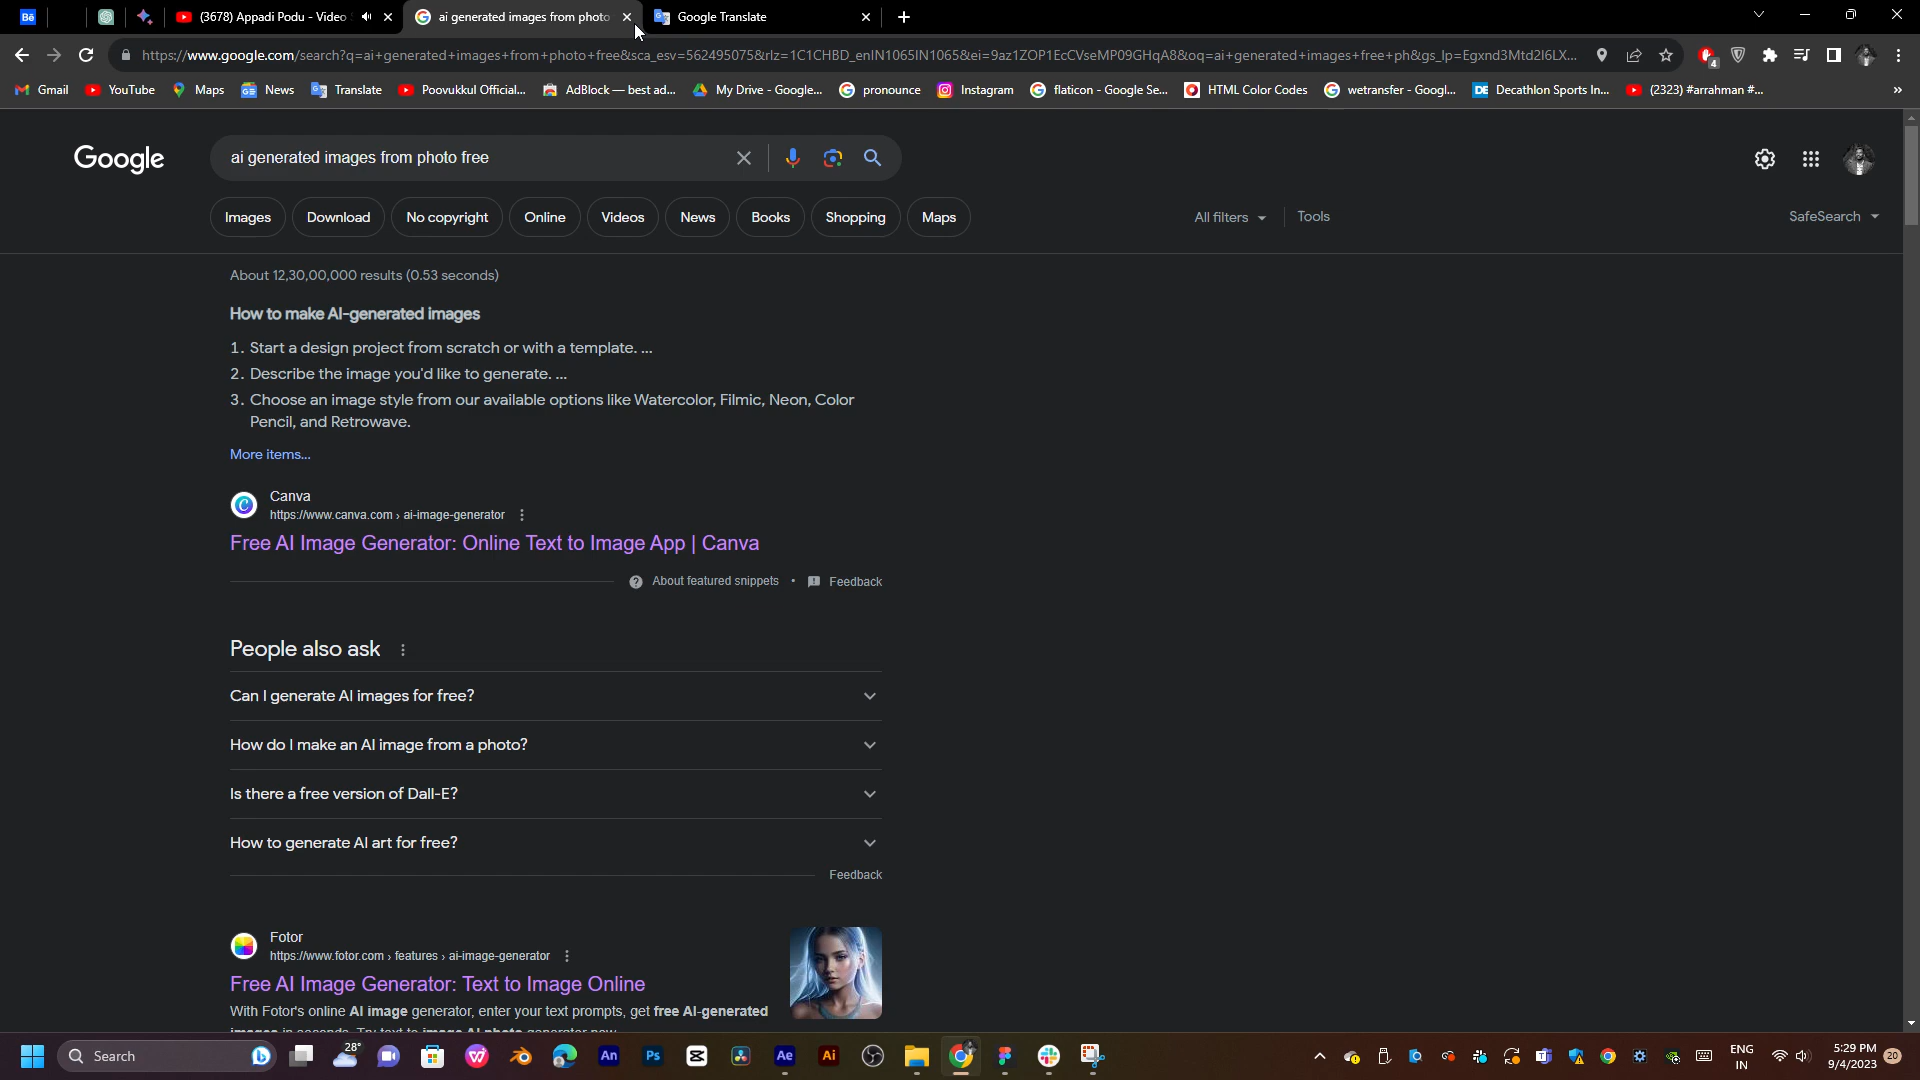 (3678) Appadi Podu - Video
ai generated images from photo
Google Translate
https://www.google.com/search?q=ai+generated+images+from+photo+free&sca_esv=562495075&rlz=1C1CHBD_enIN1065IN1065&ei=9az1ZOP1EcCVseMP09GHqA8&oq=ai+generated+images+free+ph&gs_lp=Egxnd3Mtd2l6LX...
4
Gmail
YouTube
Maps
News
Translate
Poovukkul Official...
AdBlock — best ad...
My Drive - Google...
pronounce
Instagram
flaticon - Google Se...
HTML Color Codes
wetransfer - Googl...
Decathlon Sports In...
(2323) #arrahman #...
Google
ai generated images from photo free
Images
Download
No copyright
Online
Videos
News
Books
Shopping
Maps
All filters
Tools
SafeSearch
About 12,30,00,000 results (0.53 seconds)
How to make AI-generated images
1. Start a design project from scratch or with a template. ...
2. Describe the image you'd like to generate. ...
3. Choose an image style from our available options like Watercolor, Filmic, Neon, Color
Pencil, and Retrowave.
More items...
Canva
https://www.canva.com › ai-image-generator
Free AI Image Generator: Online Text to Image App | Canva
About featured snippets • Feedback
People also ask
Can I generate AI images for free?
How do I make an AI image from a photo?
Is there a free version of Dall-E?
How to generate AI art for free?
Feedback
Fotor
https://www.fotor.com › features › ai-image-generator
Free AI Image Generator: Text to Image Online
With Fotor's online AI image generator, enter your text prompts, get free AI-generated
Search
28°
An
Ps
Ae
Ai
ENG
IN
5:29 PM
9/4/2023
20